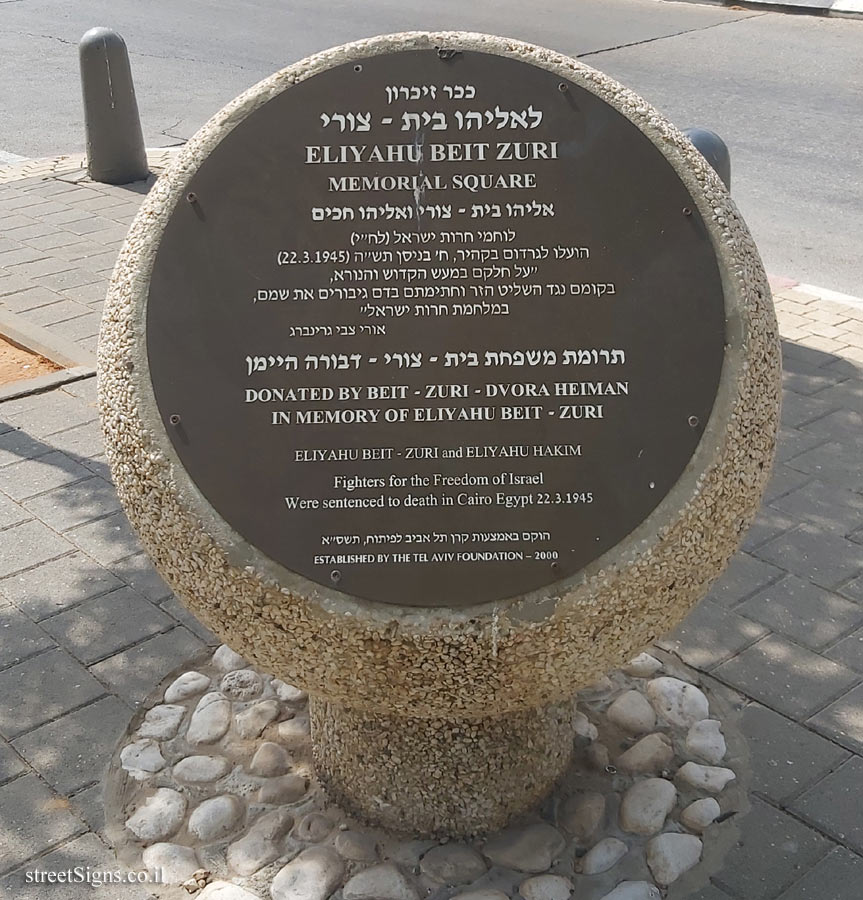 ככר זיכרון
לאליהו בית - צורי
ELIYAHU BEIT ZURI
MEMORIAL SQUARE
אליהו בית - צורי ואליהו חכים
לוחמי חרות ישראל (לח״י)
הועלו לגרדום בקהיר, ח׳ בניסן תש״ה (22.3.1945)
״על חלקם במעש הקדוש והנורא,
בקומם נגד השליט הזר וחתימתם בדם גיבורים את שמם,
במלחמת חרות ישראל״
אורי צבי גרינברג
תרומת משפחת בית - צורי - דבורה היימן
DONATED BY BEIT - ZURI - DVORA HEIMAN
IN MEMORY OF ELIYAHU BEIT - ZURI
ELIYAHU BEIT - ZURI and ELIYAHU HAKIM
Fighters for the Freedom of Israel
Were sentenced to death in Cairo Egypt 22.3.1945
הוקם באמצעות קרן תל אביב לפיתוח, תשס״א
ESTABLISHED BY THE TEL AVIV FOUNDATION – 2000
streetSigns.co.il